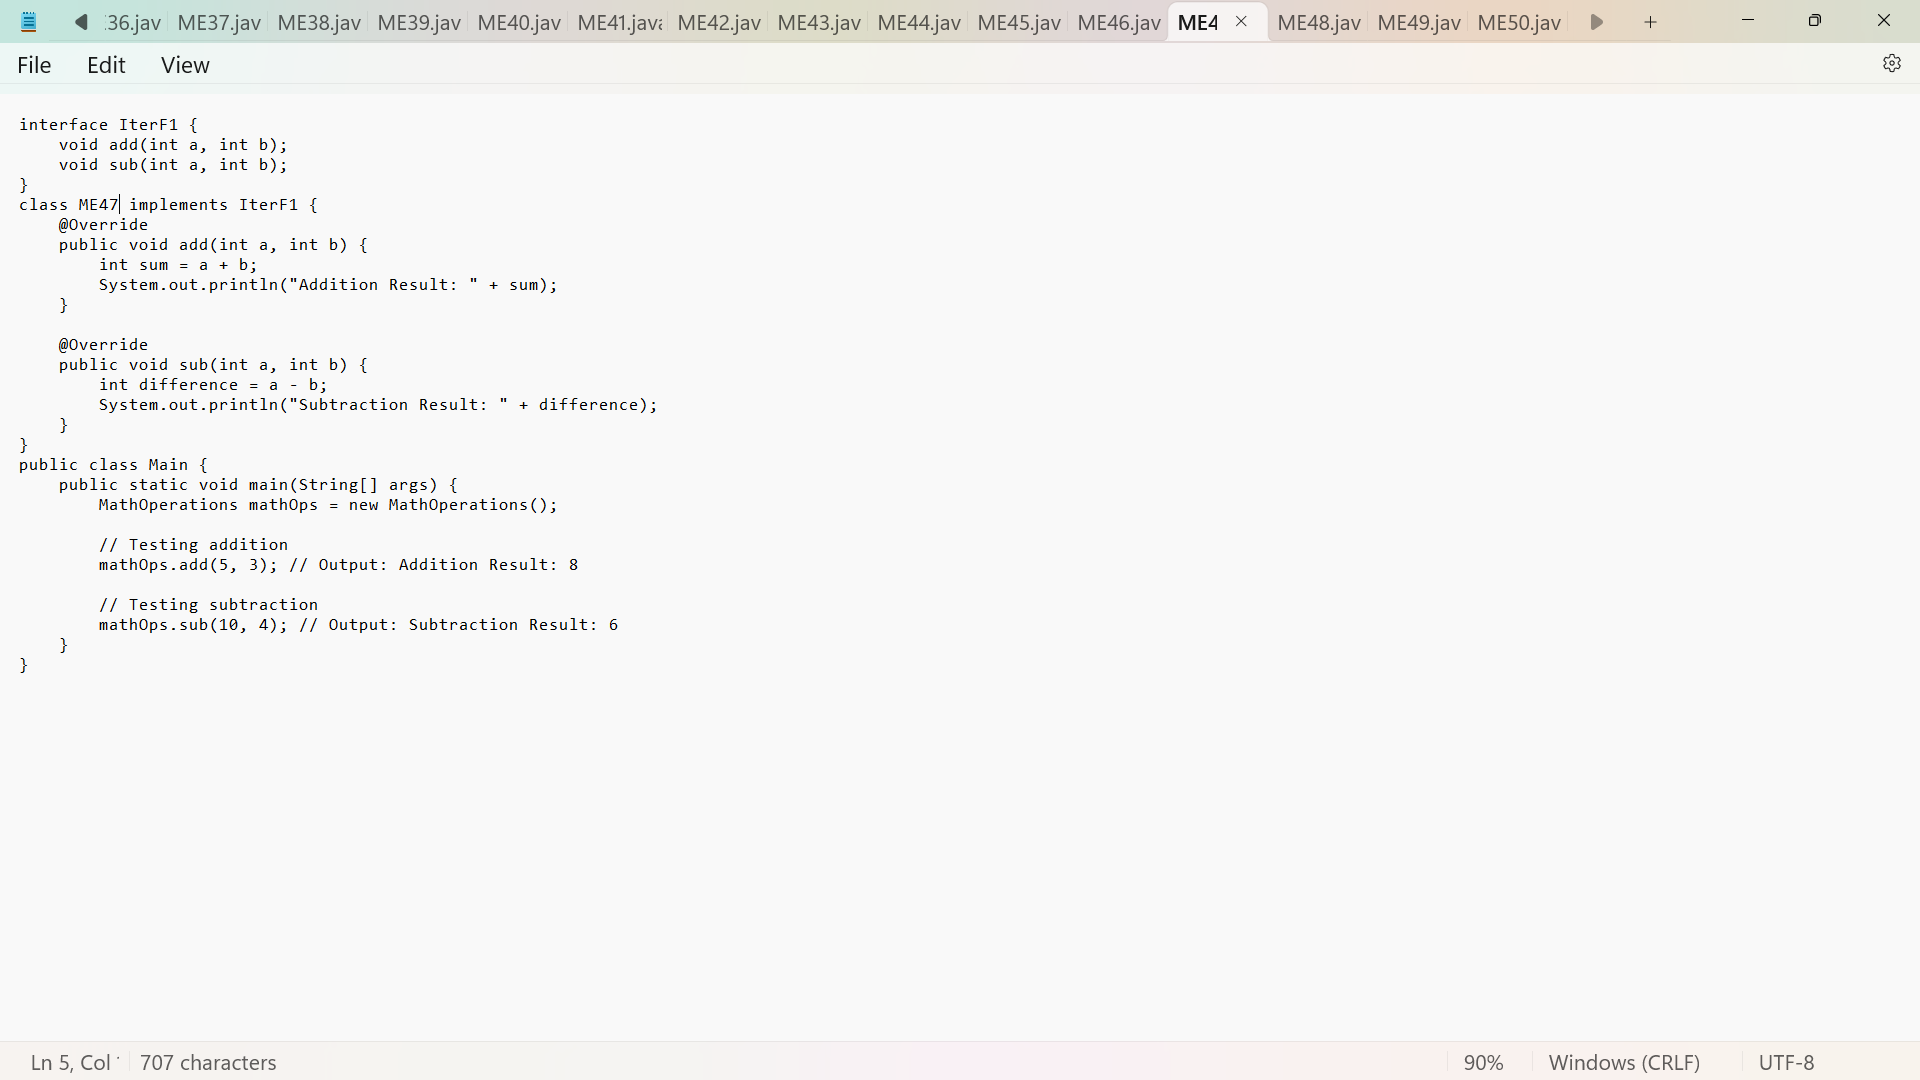 :36.jav ME37.jav ME38.jav ME39.jav ME40.jav ME41.java ME42.jav ME43.jav ME44.jav ME45.jav ME46.jav ME4 ME48.jav ME49.jav ME50.jav
File Edit View
interface IterF1 {
    void add(int a, int b);
    void sub(int a, int b);
}
class ME47 implements IterF1 {
    @Override
    public void add(int a, int b) {
        int sum = a + b;
        System.out.println("Addition Result: " + sum);
    }
    @Override
    public void sub(int a, int b) {
        int difference = a - b;
        System.out.println("Subtraction Result: " + difference);
    }
}
public class Main {
    public static void main(String[] args) {
        MathOperations mathOps = new MathOperations();
        // Testing addition
        mathOps.add(5, 3); // Output: Addition Result: 8
        // Testing subtraction
        mathOps.sub(10, 4); // Output: Subtraction Result: 6
    }
}
Ln 5, Col 707 characters 90% Windows (CRLF) UTF-8